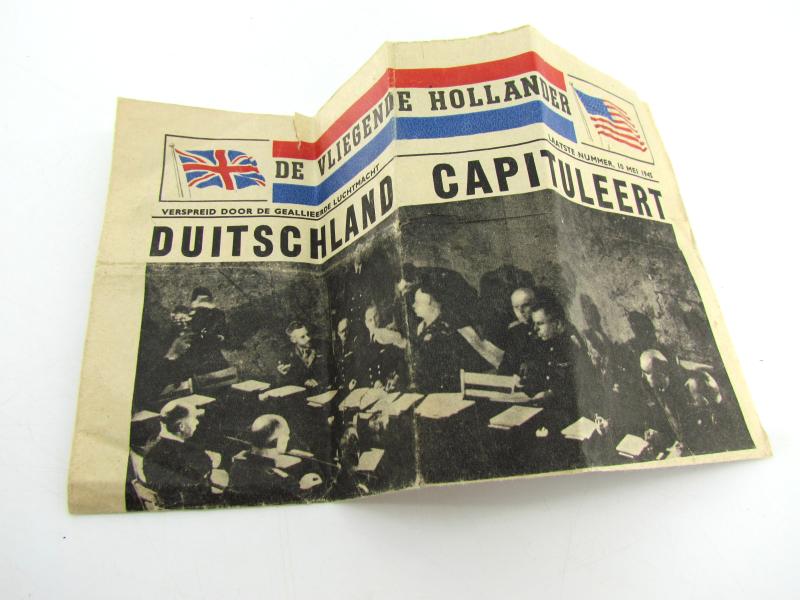 DE VLIEGENDE HOLLANDER
VERSPREID DOOR DE GEALLIEERDE LUCHTMACHT
LAATSTE NUMMER, 10 MEI 1945
DUITSCHLAND CAPITULEERT